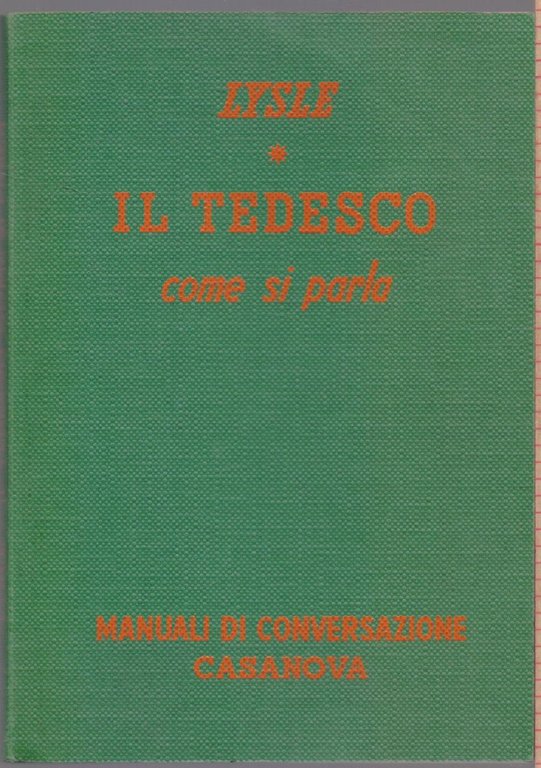 LYSLE
*
IL TEDESCO
come si parla
MANUALI DI CONVERSAZIONE
CASANOVA